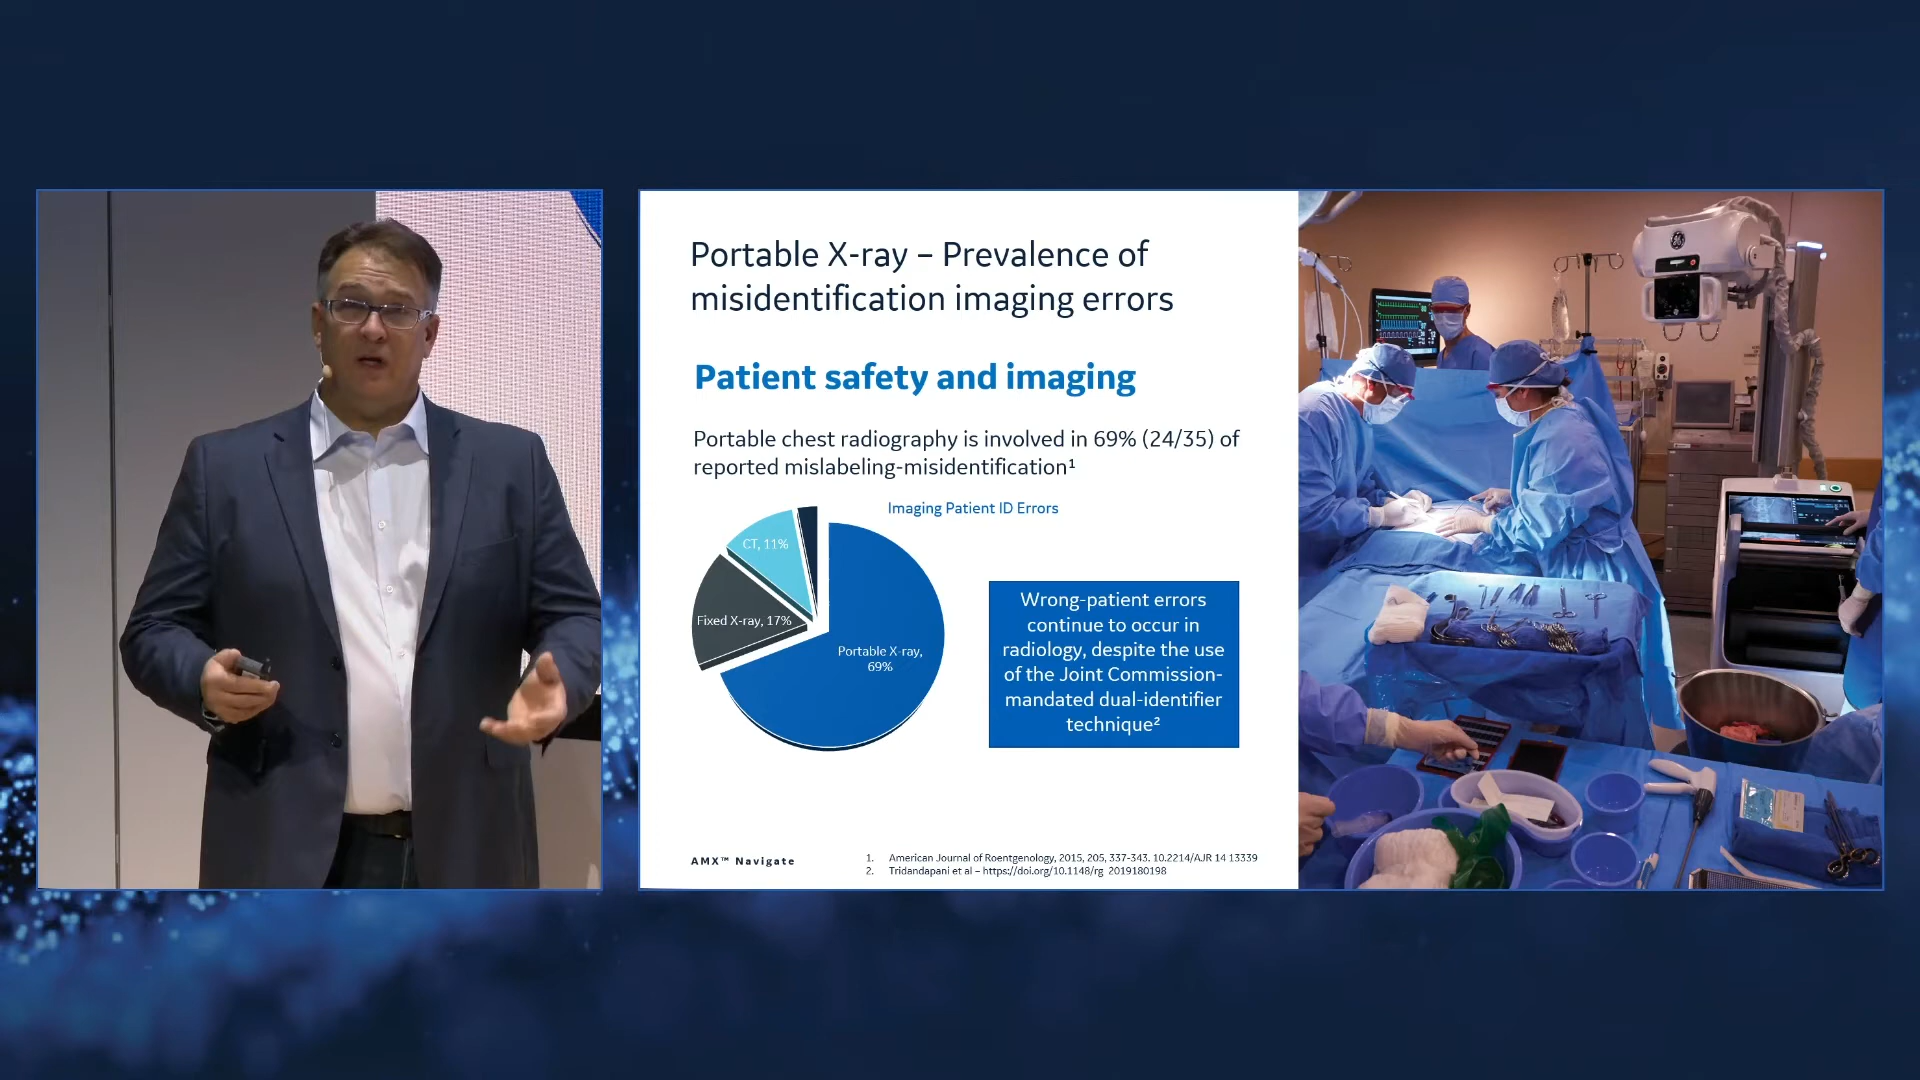 Portable X-ray – Prevalence of
misidentification imaging errors
Patient safety and imaging
Portable chest radiography is involved in 69% (24/35) of
reported mislabeling-misidentification¹
Imaging Patient ID Errors
CT, 11%
Fixed X-ray, 17%
Portable X-ray,
69%
Wrong-patient errors
continue to occur in
radiology, despite the use
of the Joint Commission-
mandated dual-identifier
technique²
AMX™ Navigate
1. American Journal of Roentgenology, 2015, 205, 337-343. 10.2214/AJR 14 13339
2. Tridandapani et al – https://doi.org/10.1148/rg 2019180198